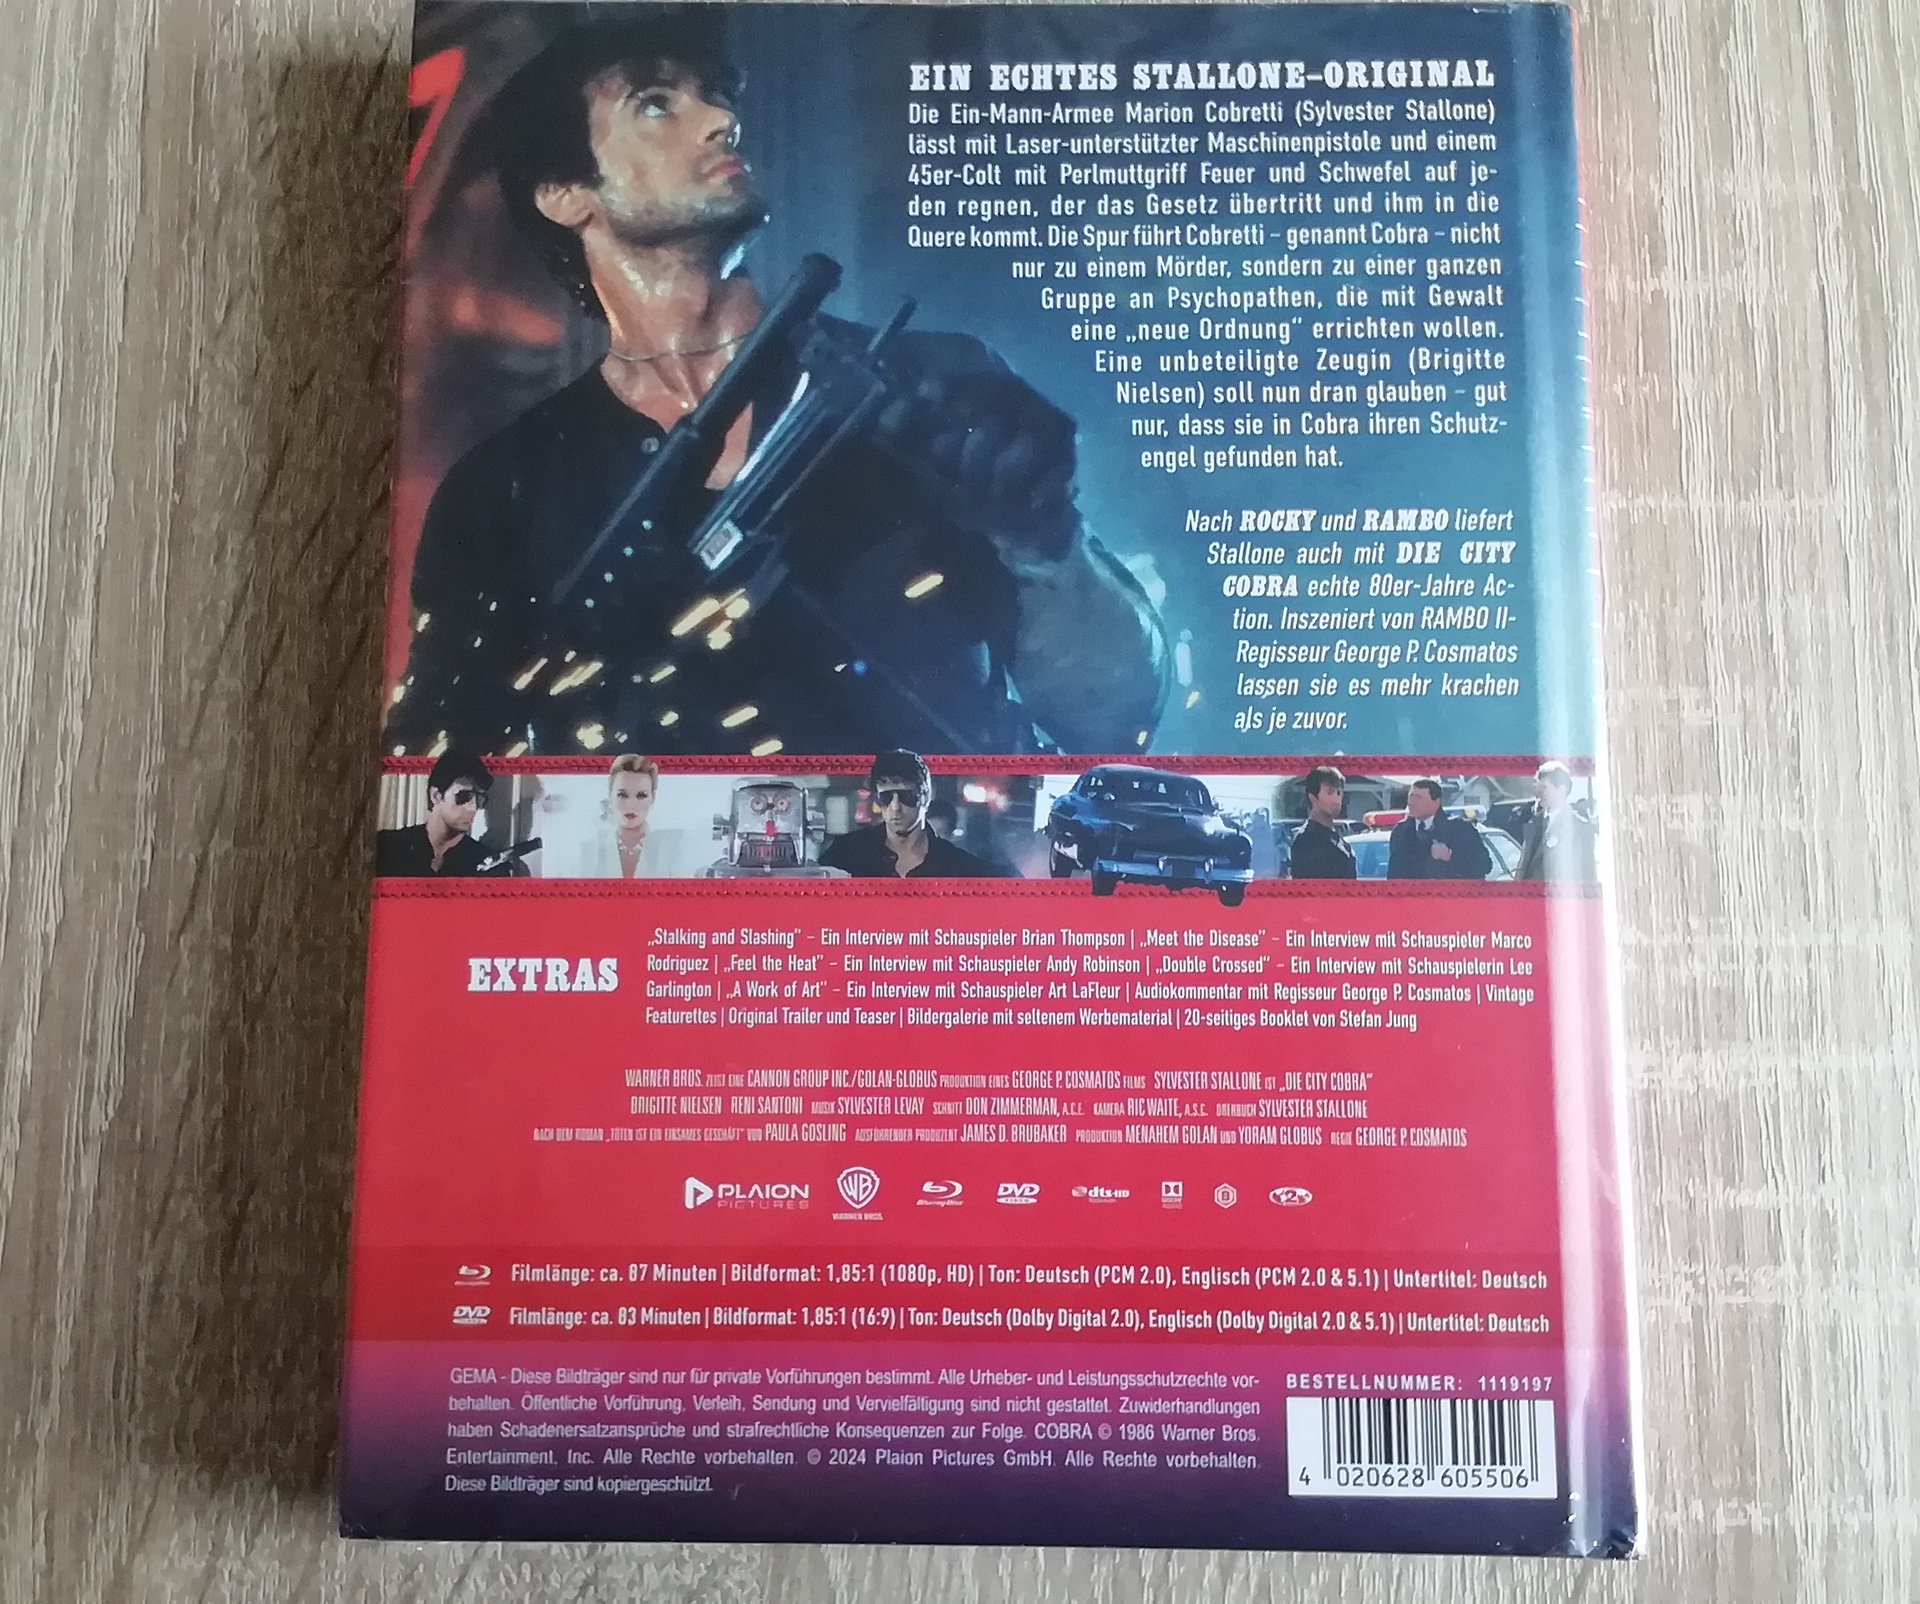 EIN ECHTES STALLONE-ORIGINAL
Die Ein-Mann-Armee Marion Cobretti (Sylvester Stallone)
lässt mit Laser-unterstützter Maschinenpistole und einem
45er-Colt mit Perlmuttgriff Feuer und Schwefel auf je-
den regnen, der das Gesetz übertritt und ihm in die
Quere kommt. Die Spur führt Cobretti – genannt Cobra – nicht
nur zu einem Mörder, sondern zu einer ganzen
Gruppe an Psychopathen, die mit Gewalt
eine „neue Ordnung“ errichten wollen.
Eine unbeteiligte Zeugin (Brigitte
Nielsen) soll nun dran glauben – gut
nur, dass sie in Cobra ihren Schutz-
engel gefunden hat.
Nach ROCKY und RAMBO liefert
Stallone auch mit DIE CITY
COBRA echte 80er-Jahre Ac-
tion. Inszeniert von RAMBO II-
Regisseur George P. Cosmatos
lassen sie es mehr krachen
als je zuvor.
EXTRAS
„Stalking and Slashing“ – Ein Interview mit Schauspieler Brian Thompson | „Meet the Disease“ – Ein Interview mit Schauspieler Marco
Rodriguez | „Feel the Heat“ – Ein Interview mit Schauspieler Andy Robinson | „Double Crossed“ – Ein Interview mit Schauspielerin Lee
Garlington | „A Work of Art“ – Ein Interview mit Schauspieler Art LaFleur | Audiokommentar mit Regisseur George P. Cosmatos | Vintage
Featurettes | Original Trailer und Teaser | Bildergalerie mit seltenem Werbematerial | 20-seitiges Booklet von Stefan Jung
WARNER BROS. ZEIGT EINE CANNON GROUP INC./GOLAN-GLOBUS PRODUKTION EINES GEORGE P. COSMATOS FILMS SYLVESTER STALLONE IST „DIE CITY COBRA“
BRIGITTE NIELSEN RENI SANTONI MUSIK SYLVESTER LEVAY SCHNITT DON ZIMMERMAN, A.C.E. KAMERA RIC WAITE, A.S.C. DREHBUCH SYLVESTER STALLONE
NACH DEM ROMAN „TÖTEN IST EIN EINSAMES GESCHÄFT“ VON PAULA GOSLING AUSFÜHRENDER PRODUZENT JAMES D. BRUBAKER PRODUKTION MENAHEM GOLAN UND YORAM GLOBUS REGIE GEORGE P. COSMATOS
PLAION PICTURES WB WARNER BROS Blu-ray Disc DVD VIDEO dts-HD
Filmlänge: ca. 87 Minuten | Bildformat: 1,85:1 (1080p, HD) | Ton: Deutsch (PCM 2.0), Englisch (PCM 2.0 & 5.1) | Untertitel: Deutsch
DVD Filmlänge: ca. 83 Minuten | Bildformat: 1,85:1 (16:9) | Ton: Deutsch (Dolby Digital 2.0), Englisch (Dolby Digital 2.0 & 5.1) | Untertitel: Deutsch
GEMA - Diese Bildträger sind nur für private Vorführungen bestimmt. Alle Urheber- und Leistungsschutzrechte vor-
behalten. Öffentliche Vorführung, Verleih, Sendung und Vervielfältigung sind nicht gestattet. Zuwiderhandlungen
haben Schadenersatzansprüche und strafrechtliche Konsequenzen zur Folge. COBRA © 1986 Warner Bros.
Entertainment, Inc. Alle Rechte vorbehalten. © 2024 Plaion Pictures GmbH. Alle Rechte vorbehalten.
Diese Bildträger sind kopiergeschützt.
BESTELLNUMMER: 1119197
4 020628 605506